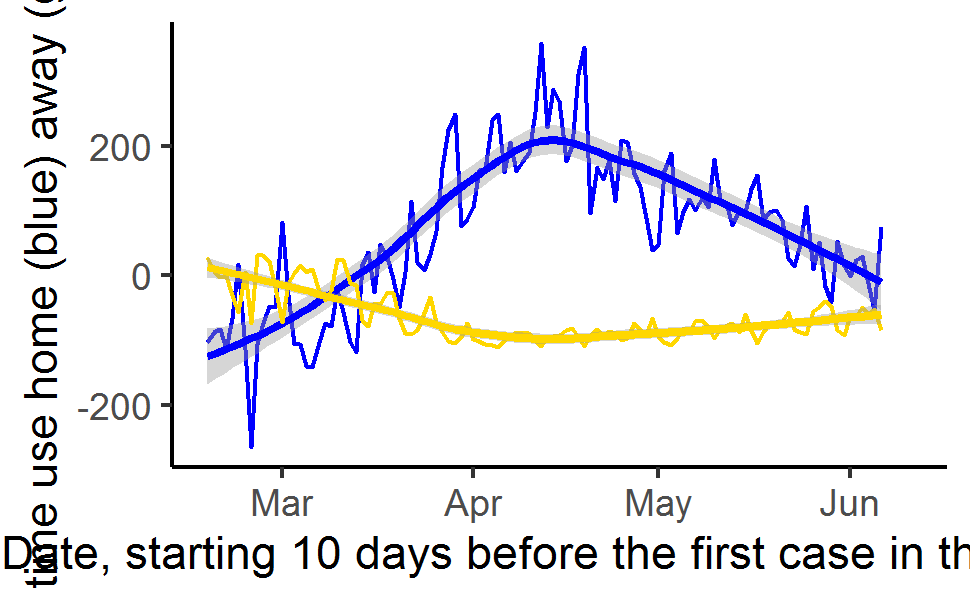 time use home (blue) away (
200
0
-200
Mar Apr May Jun
Date, starting 10 days before the first case in th